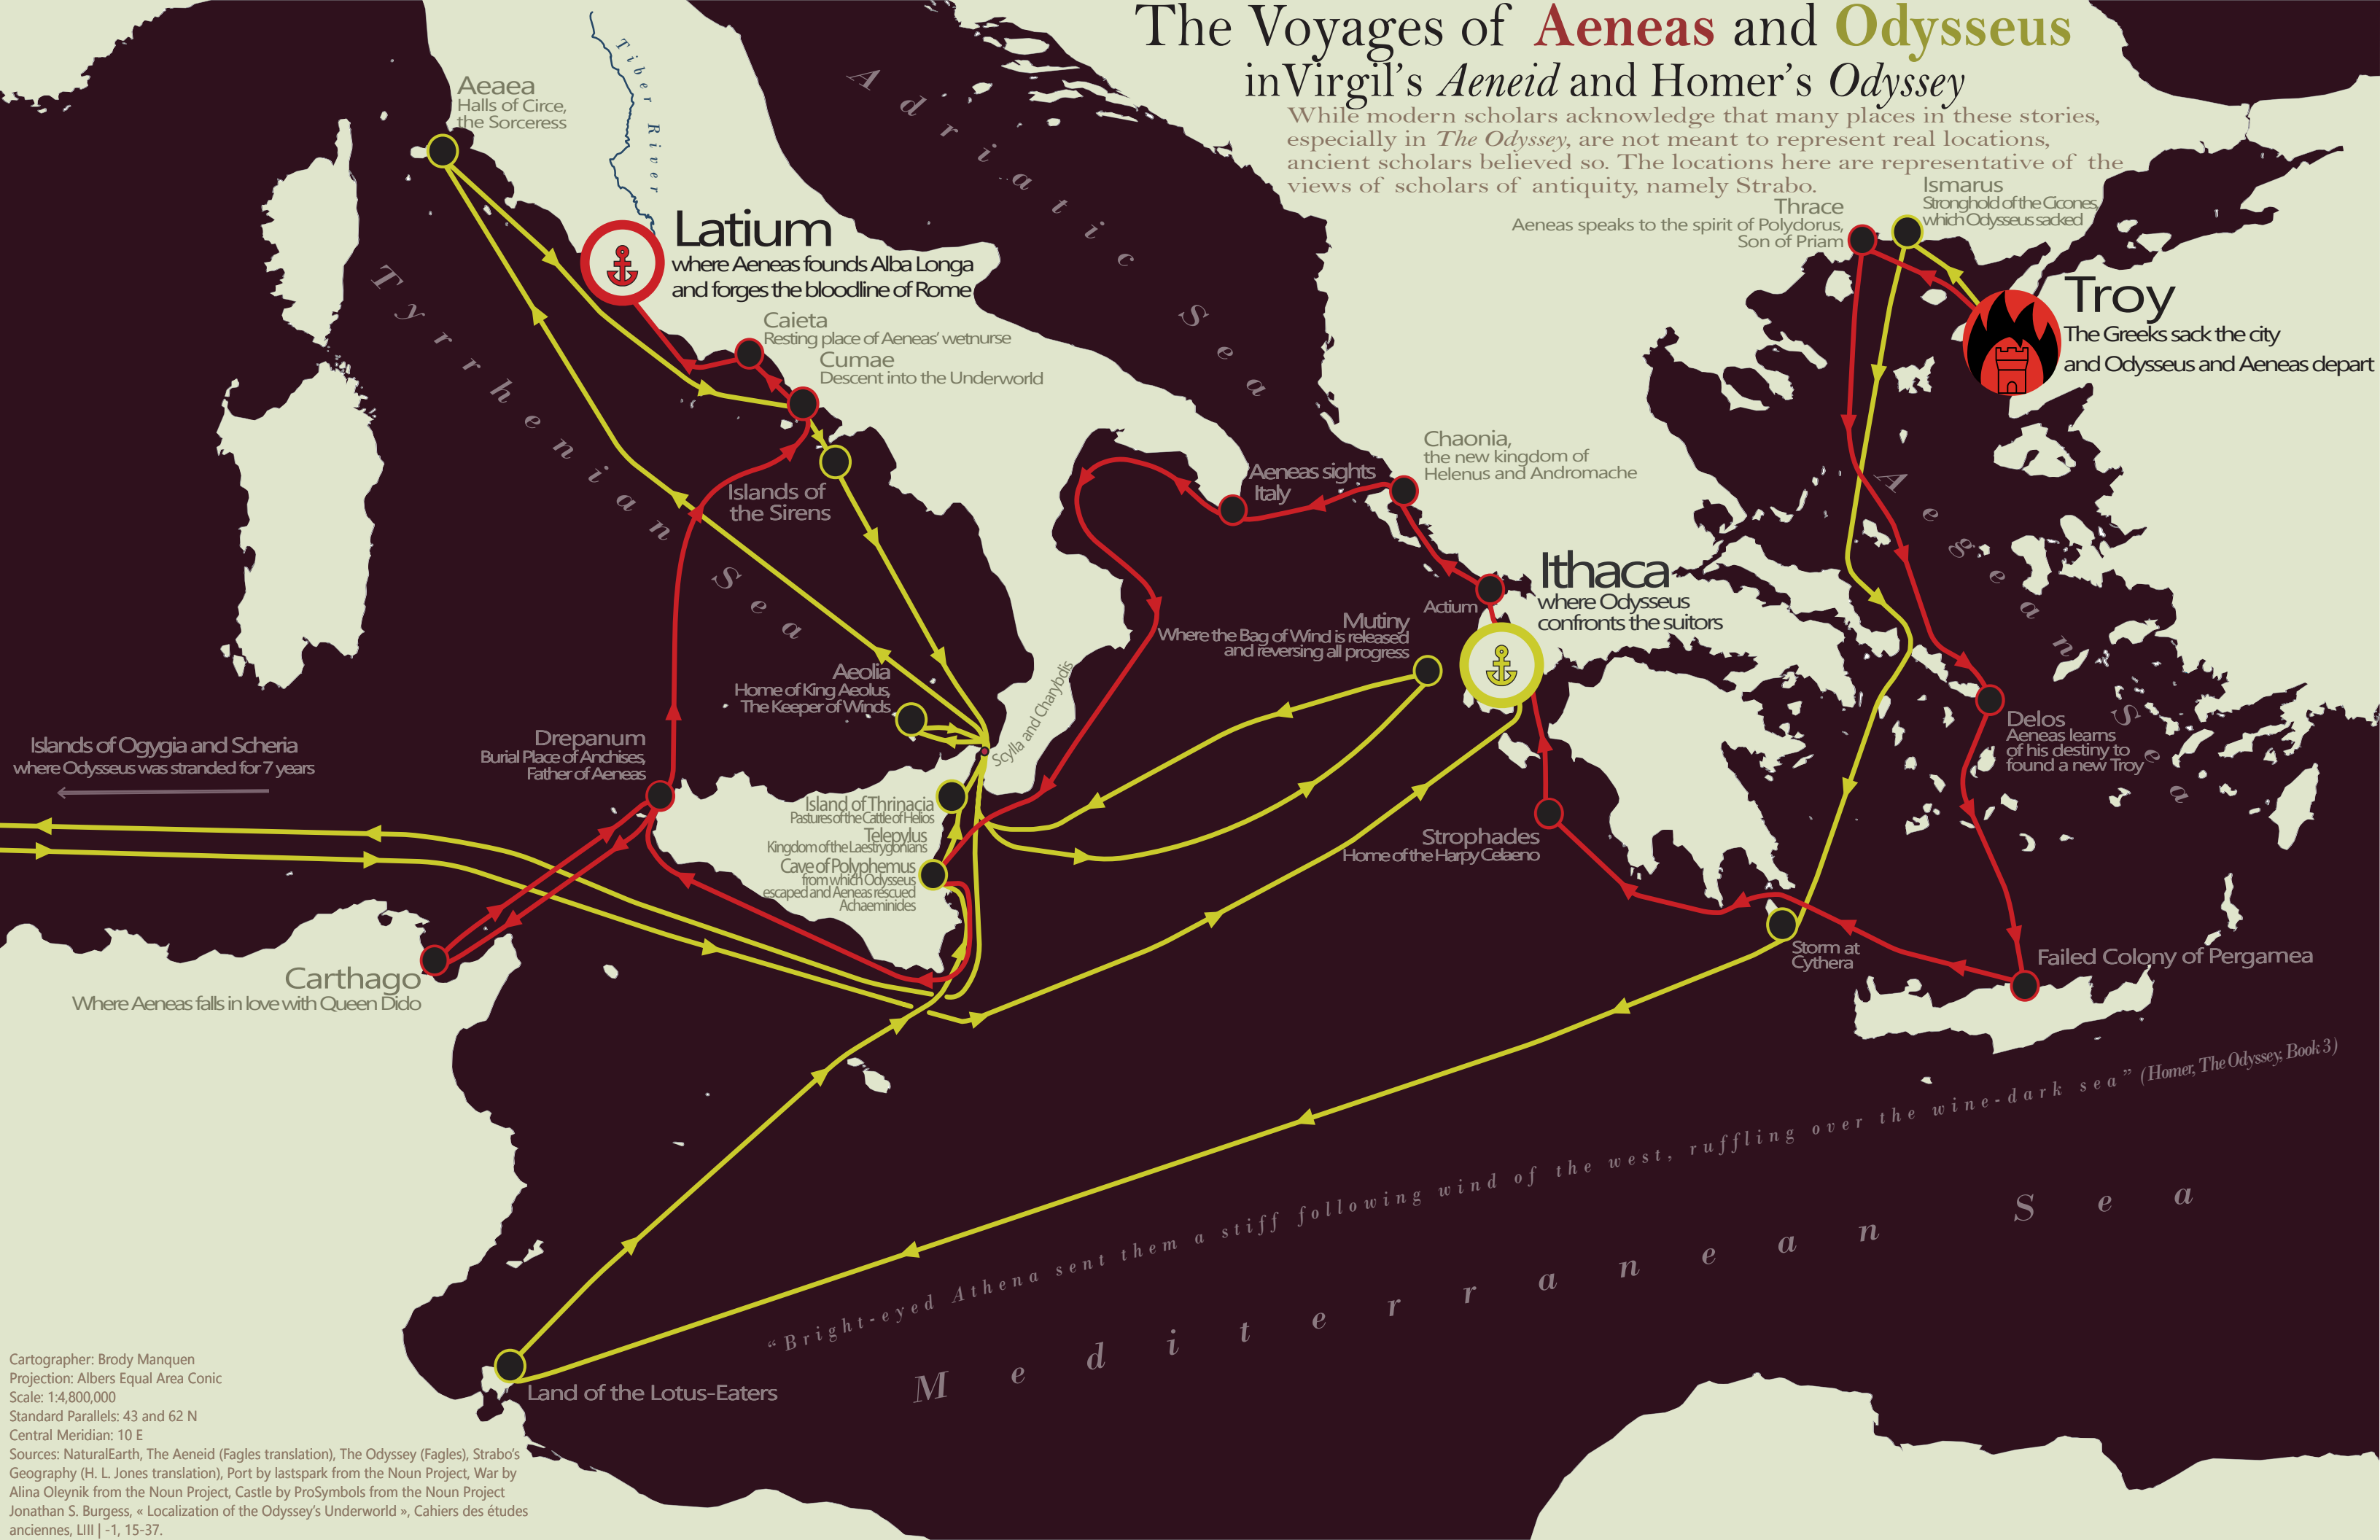 The Voyages of Aeneas and Odysseus
inVirgil's Aeneid and Homer's Odyssey
While modern scholars acknowledge that many places in these stories,
especially in The Odyssey, are not meant to represent real locations,
ancient scholars believed so. The locations here are representative of the
views of scholars of antiquity, namely Strabo.
Aeaea
Halls of Circe,
the Sorceress
Tiber River
Adriatic Sea
Latium
where Aeneas founds Alba Longa
and forges the bloodline of Rome
Caieta
Resting place of Aeneas' wetnurse
Cumae
Descent into the Underworld
Tyrrhenian Sea
Thrace
Aeneas speaks to the spirit of Polydorus,
Son of Priam
Ismarus
Stronghold of the Cicones,
which Odysseus sacked
Troy
The Greeks sack the city
and Odysseus and Aeneas depart
Islands of
the Sirens
Aeneas sights
Italy
Chaonia,
the new kingdom of
Helenus and Andromache
Aegean Sea
Ithaca
where Odysseus
confronts the suitors
Actium
Mutiny
Where the Bag of Wind is released
and reversing all progress
Aeolia
Home of King Aeolus,
The Keeper of Winds
Scylla and Charybdis
Drepanum
Burial Place of Anchises,
Father of Aeneas
Islands of Ogygia and Scheria
where Odysseus was stranded for 7 years
Island of Thrinacia
Pastures of the Cattle of Helios
Telepylus
Kingdom of the Laestrygonians
Cave of Polyphemus
from which Odysseus
escaped and Aeneas rescued
Achaeminides
Delos
Aeneas learns
of his destiny to
found a new Troy
Strophades
Home of the Harpy Celaeno
Storm at
Cythera
Failed Colony of Pergamea
Carthago
Where Aeneas falls in love with Queen Dido
"Bright-eyed Athena sent them a stiff following wind of the west, ruffling over the wine-dark sea" (Homer, The Odyssey, Book 3)
Mediterranean Sea
Land of the Lotus-Eaters
Cartographer: Brody Manquen
Projection: Albers Equal Area Conic
Scale: 1:4,800,000
Standard Parallels: 43 and 62 N
Central Meridian: 10 E
Sources: NaturalEarth, The Aeneid (Fagles translation), The Odyssey (Fagles), Strabo's
Geography (H. L. Jones translation), Port by lastspark from the Noun Project, War by
Alina Oleynik from the Noun Project, Castle by ProSymbols from the Noun Project
Jonathan S. Burgess, « Localization of the Odyssey's Underworld », Cahiers des études
anciennes, LIII | -1, 15-37.